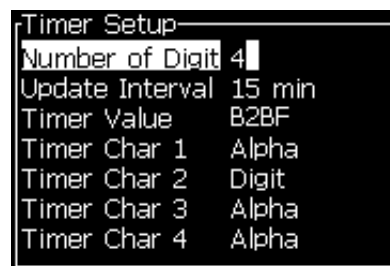 Timer Setup
Number of Digit 4
Update Interval 15 min
Timer Value B2BF
Timer Char 1 Alpha
Timer Char 2 Digit
Timer Char 3 Alpha
Timer Char 4 Alpha